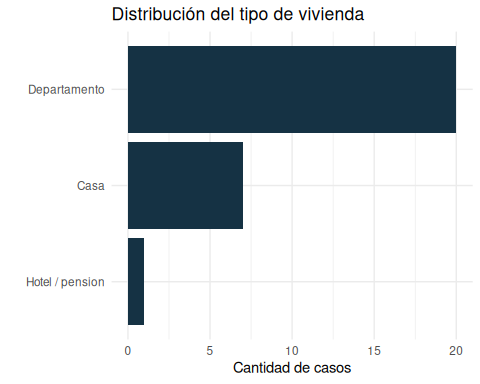 Distribución del tipo de vivienda
Departamento
Casa
Hotel / pension
0 5 10 15 20
Cantidad de casos